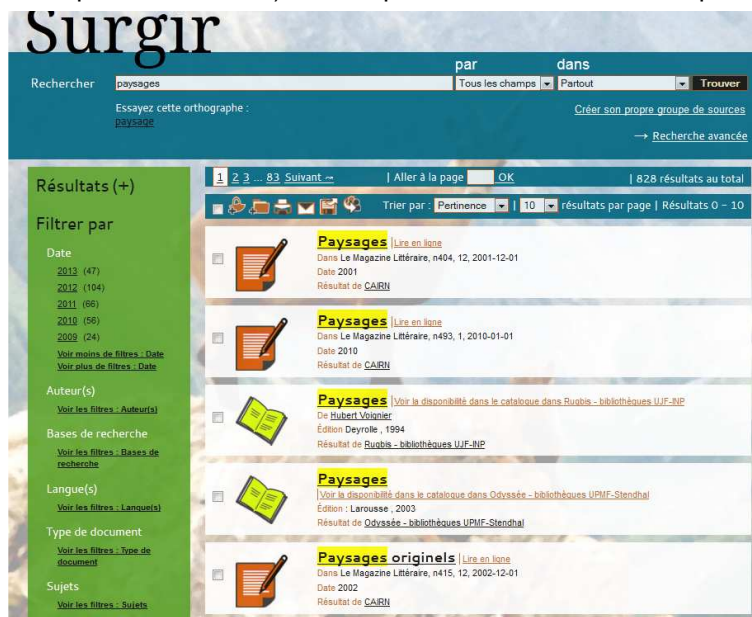 Surgir
par dans
Rechercher paysages Tous les champs Partout Trouver
Essayez cette orthographe :
paysage
Créer son propre groupe de sources
→ Recherche avancée
Résultats (+)
Filtrer par
Date
2013 (47)
2012 (104)
2011 (66)
2010 (56)
2009 (24)
Voir moins de filtres : Date
Voir plus de filtres : Date
Auteur(s)
Voir les filtres : Auteur(s)
Bases de recherche
Voir les filtres : Bases de
recherche
Langue(s)
Voir les filtres : Langue(s)
Type de document
Voir les filtres : Type de
document
Sujets
Voir les filtres : Sujets
1 2 3 ... 83 Suivant → | Aller à la page OK | 828 résultats au total
Trier par : Pertinence | 10 résultats par page | Résultats 0 - 10
Paysages | Lire en ligne
Dans Le Magazine Littéraire, n404, 12, 2001-12-01
Date 2001
Résultat de CAIRN
Paysages | Lire en ligne
Dans Le Magazine Littéraire, n493, 1, 2010-01-01
Date 2010
Résultat de CAIRN
Paysages | Voir la disponibilité dans le catalogue dans Rugbis - bibliothèques UJF-INP
De Hubert Voignier
Édition Deyrolle , 1994
Résultat de Rugbis - bibliothèques UJF-INP
Paysages
| Voir la disponibilité dans le catalogue dans Odyssée - bibliothèques UPMF-Stendhal
Édition : Larousse , 2003
Résultat de Odyssée - bibliothèques UPMF-Stendhal
Paysages originels | Lire en ligne
Dans Le Magazine Littéraire, n415, 12, 2002-12-01
Date 2002
Résultat de CAIRN